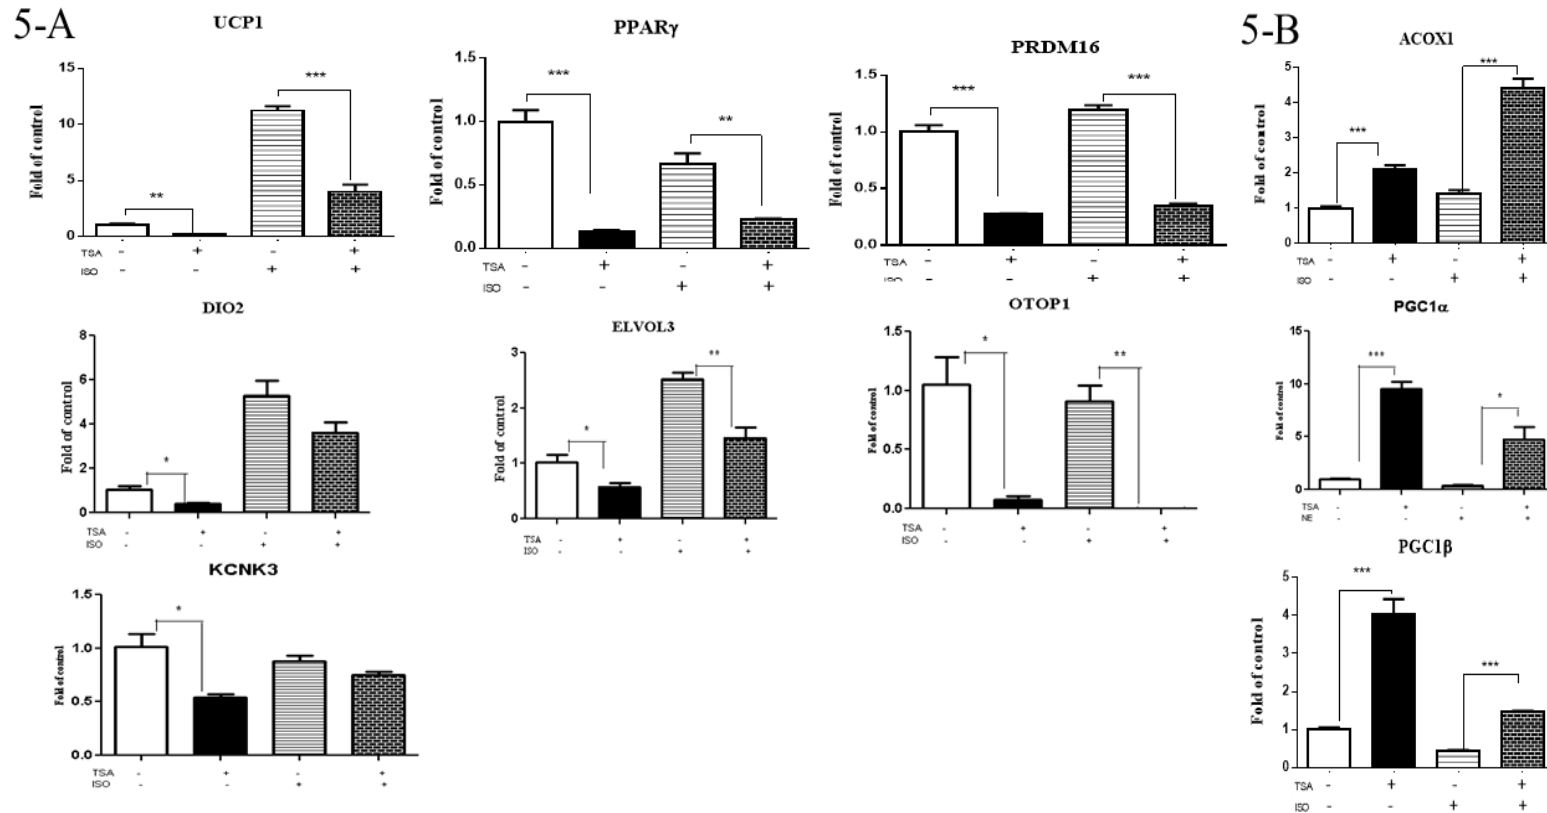 5-A
UCP1
Fold of control
15
10
5
0
**
***
TSA - + - +
ISO - - + +
PPARγ
Fold of control
1.5
1.0
0.5
0.0
***
**
TSA - + - +
ISO - - + +
PRDM16
Fold of control
1.5
1.0
0.5
0.0
***
***
TSA - + - +
ISO - - + +
DIO2
Fold of control
8
6
4
2
0
*
TSA - + - +
ISO - - + +
ELVOL3
Fold of control
3
2
1
0
*
**
TSA - + - +
ISO - - + +
OTOP1
Fold of control
1.5
1.0
0.5
0.0
*
**
TSA - + - +
ISO - - + +
KCNK3
Fold of control
1.5
1.0
0.5
0.0
*
TSA - + - +
ISO - - + +
5-B
ACOX1
Fold of control
5
4
3
2
1
0
***
***
TSA - + - +
ISO - - + +
PGC1α
Fold of control
15
10
5
0
***
*
TSA - + - +
NE - - + +
PGC1β
Fold of control
5
4
3
2
1
0
***
***
TSA - + - +
ISO - - + +